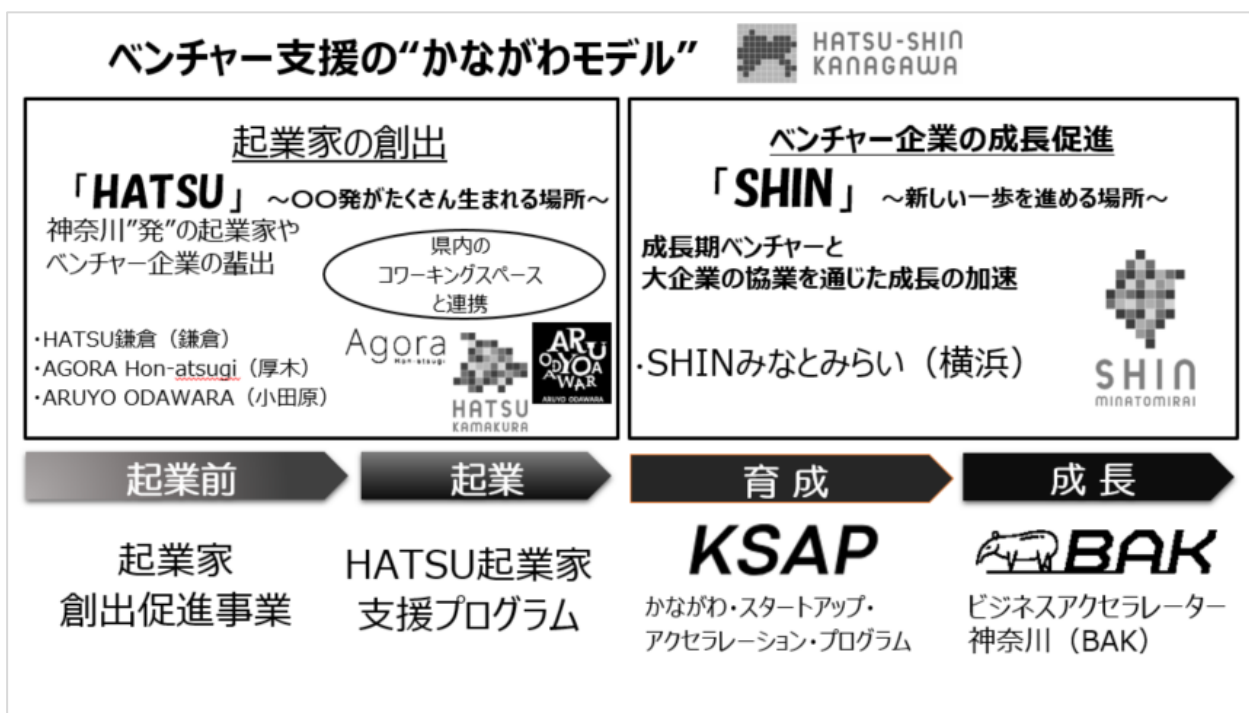 ベンチャー支援の“かながわモデル”
HATSU-SHIN
KANAGAWA
起業家の創出
「HATSU」 ～〇〇発がたくさん生まれる場所～
神奈川”発”の起業家や
ベンチャー企業の輩出
県内の
コワーキングスペース
と連携
・HATSU鎌倉（鎌倉）
・AGORA Hon-atsugi（厚木）
・ARUYO ODAWARA（小田原）
Agora
Hon-atsugi
HATSU
KAMAKURA
ARU
ODYOA
AWAR
ARUYO ODAWARA
ベンチャー企業の成長促進
「SHIN」 ～新しい一歩を進める場所～
成長期ベンチャーと
大企業の協業を通じた成長の加速
・SHINみなとみらい（横浜）
SHIN
MINATOMIRAI
起業前
起業
育成
成長
起業家
創出促進事業
HATSU起業家
支援プログラム
KSAP
かながわ・スタートアップ・
アクセラレーション・プログラム
BAK
ビジネスアクセラレーター
神奈川（BAK）